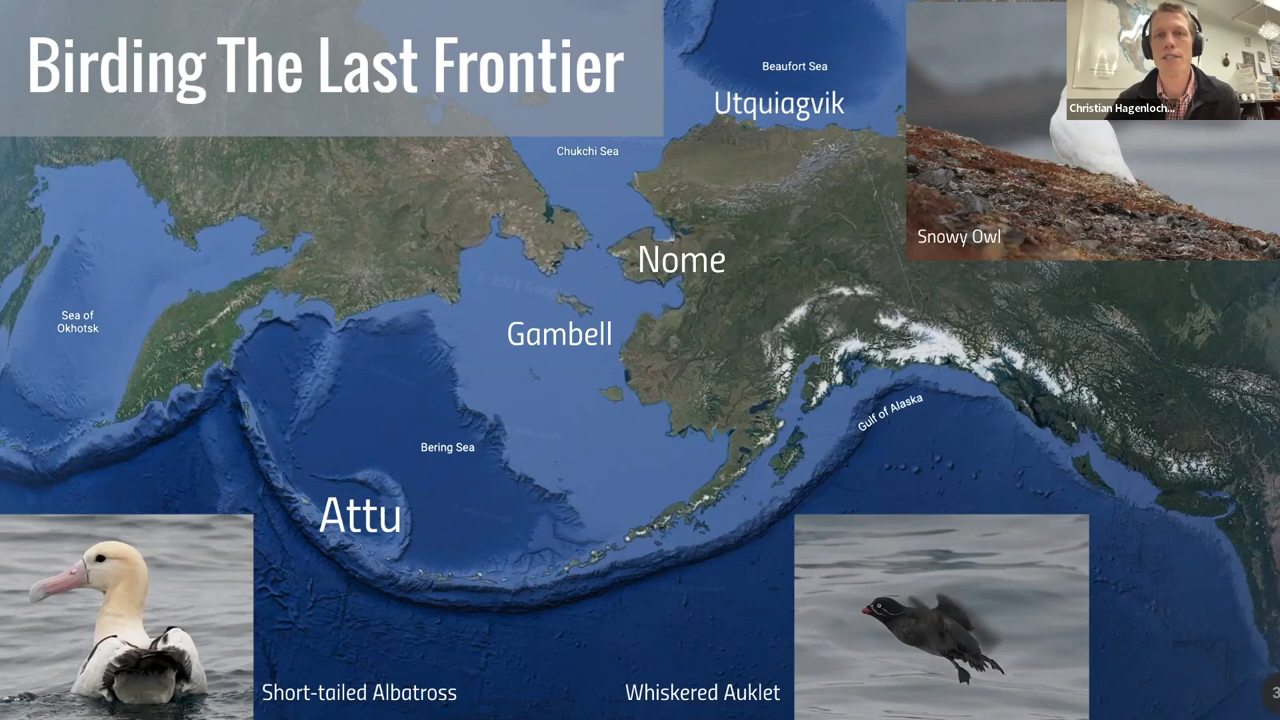 Birding The Last Frontier
Beaufort Sea
Utquiagvik
Christian Hagenloch...
Chukchi Sea
Snowy Owl
Nome
Sea of
Okhotsk
Gambell
Gulf of Alaska
Bering Sea
Attu
Short-tailed Albatross
Whiskered Auklet
3